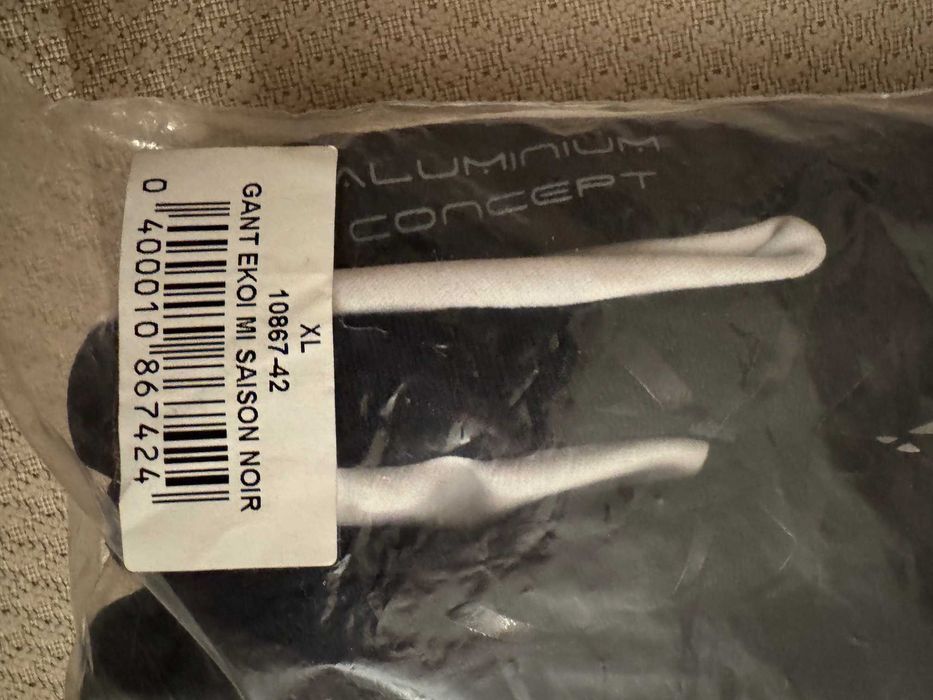 ALUMINIUM
CONCEPT
XL
10867-42
GANT EKOI MI SAISON NOIR
0 400010 867424